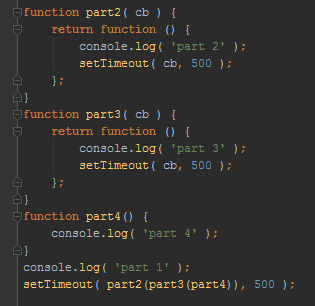 function part2( cb ) {
    return function () {
        console.log( 'part 2' );
        setTimeout( cb, 500 );
    };
}
function part3( cb ) {
    return function () {
        console.log( 'part 3' );
        setTimeout( cb, 500 );
    };
}
function part4() {
    console.log( 'part 4' );
}
console.log( 'part 1' );
setTimeout( part2(part3(part4)), 500 );